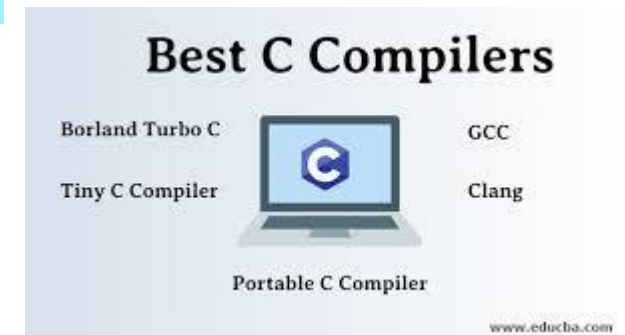 Best C Compilers
Borland Turbo C
GCC
C
Tiny C Compiler
Clang
Portable C Compiler
www.educba.com